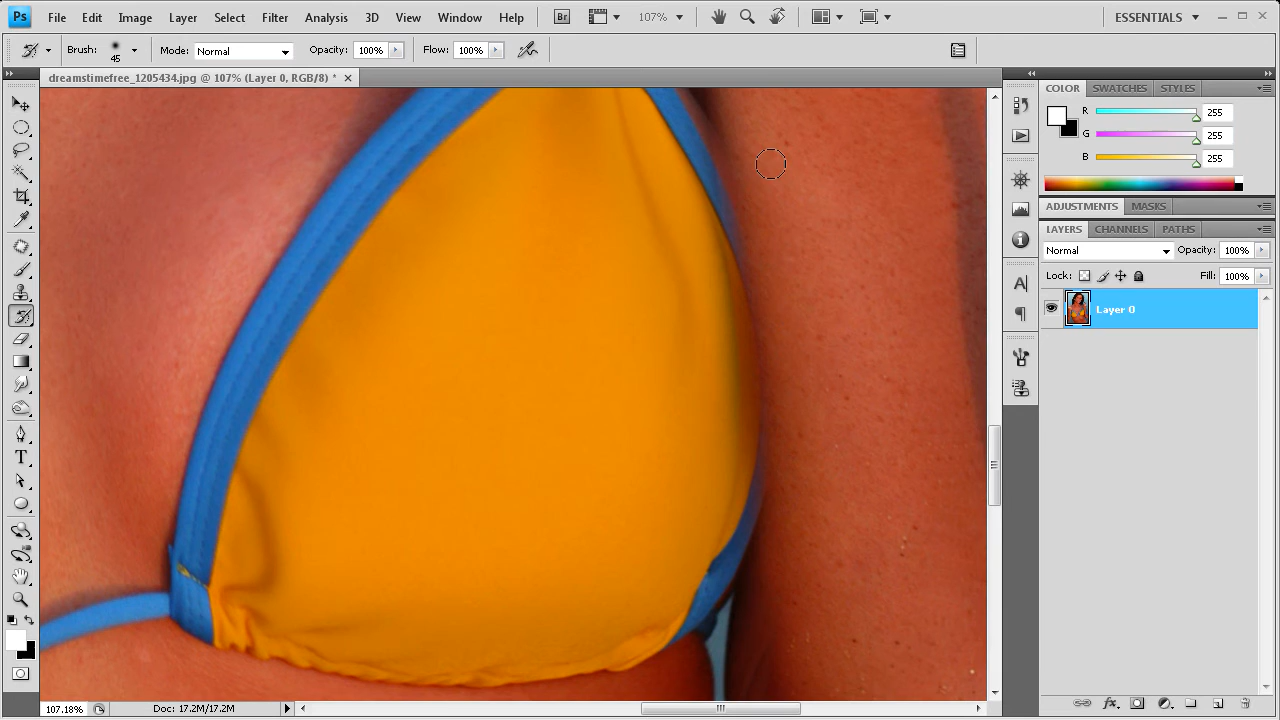 Ps File Edit Image Layer Select Filter Analysis 3D View Window Help Br 107% ESSENTIALS
Brush: 45 Mode: Normal Opacity: 100% Flow: 100%
dreamstimefree_1205434.jpg @ 107% (Layer 0, RGB/8) *
COLOR SWATCHES STYLES
R 255
G 255
B 255
ADJUSTMENTS MASKS
LAYERS CHANNELS PATHS
Normal Opacity: 100%
Lock: Fill: 100%
Layer 0
107.18% Doc: 17.2M/17.2M